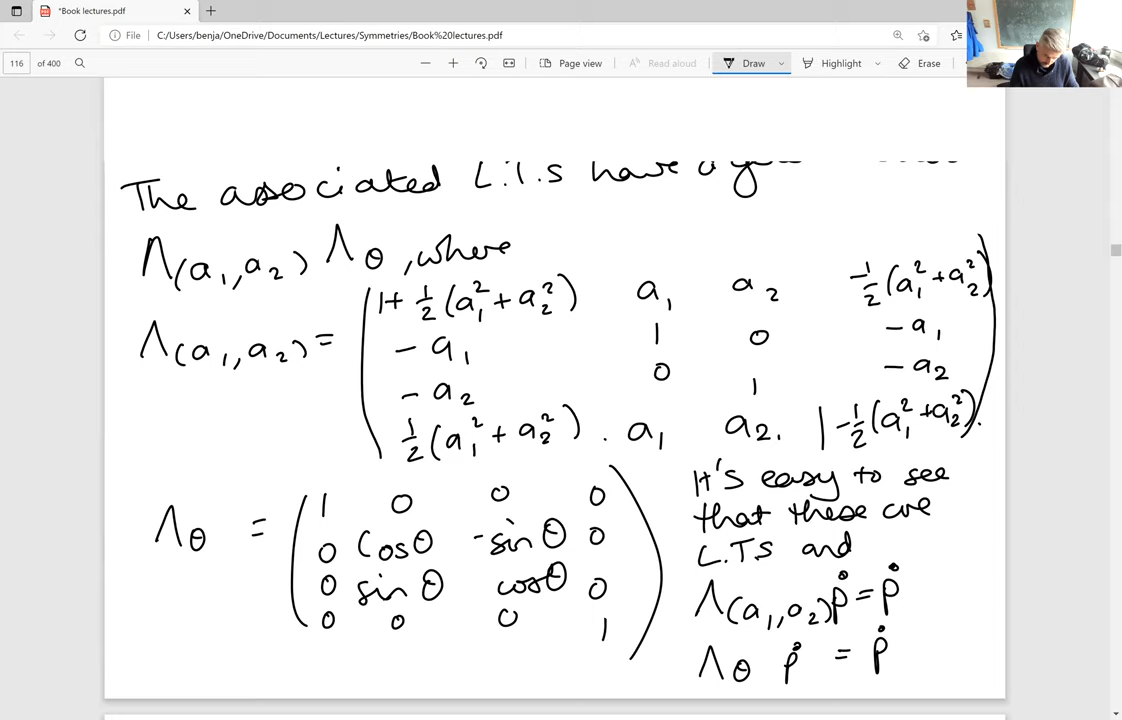 *Book lectures.pdf
File C:/Users/benja/OneDrive/Documents/Lectures/Symmetries/Book%20lectures.pdf
116 of 400 Page view Read aloud Draw Highlight Erase
The associated L.T.s have a
Λ(a₁,a₂) Λθ, where
Λ(a₁,a₂) =
1+ ½(a₁²+a₂²) a₁ a₂ -½(a₁²+a₂²)
-a₁ 1 0 -a₁
-a₂ 0 1 -a₂
½(a₁²+a₂²). a₁ a₂. 1-½(a₁²+a₂²).
Λθ =
1 0 0 0
0 cosθ -sinθ 0
0 sinθ cosθ 0
0 0 0 1
It's easy to see
that these are
L.TS and
Λ(a₁,a₂)p̊ = p̊
Λθ p̊ = p̊